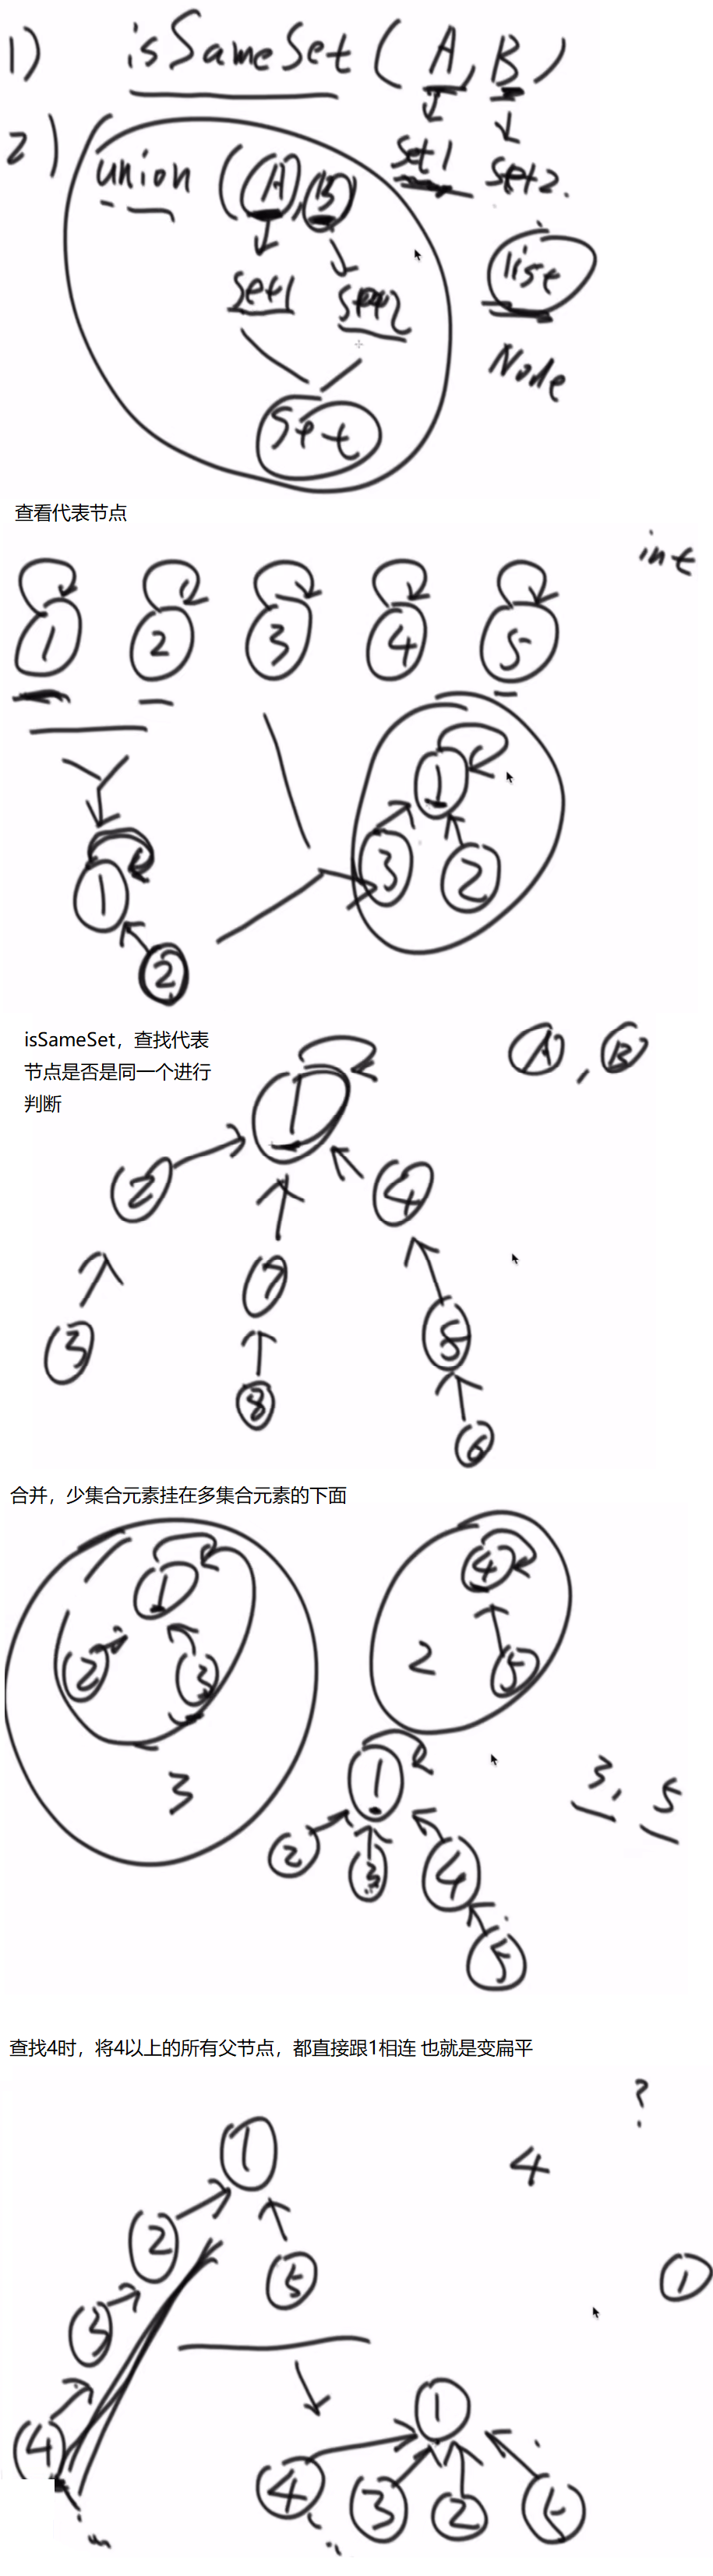 1) isSameSet (A, B)
set1 set2.
2) union (A, B)
set1 set2
list
Node
set
查看代表节点
int
1 2 3 4 5
1
3 2
1
2
isSameSet，查找代表
节点是否是同一个进行
判断
A, B
1
2 4
7
3 5
8
6
合并，少集合元素挂在多集合元素的下面
1 4
2 3 2 5
3
1
3, 5
2 3 4
5
查找4时，将4以上的所有父节点，都直接跟1相连 也就是变扁平
?
1 4
2
5 1
3
4
1
4 3 2 5